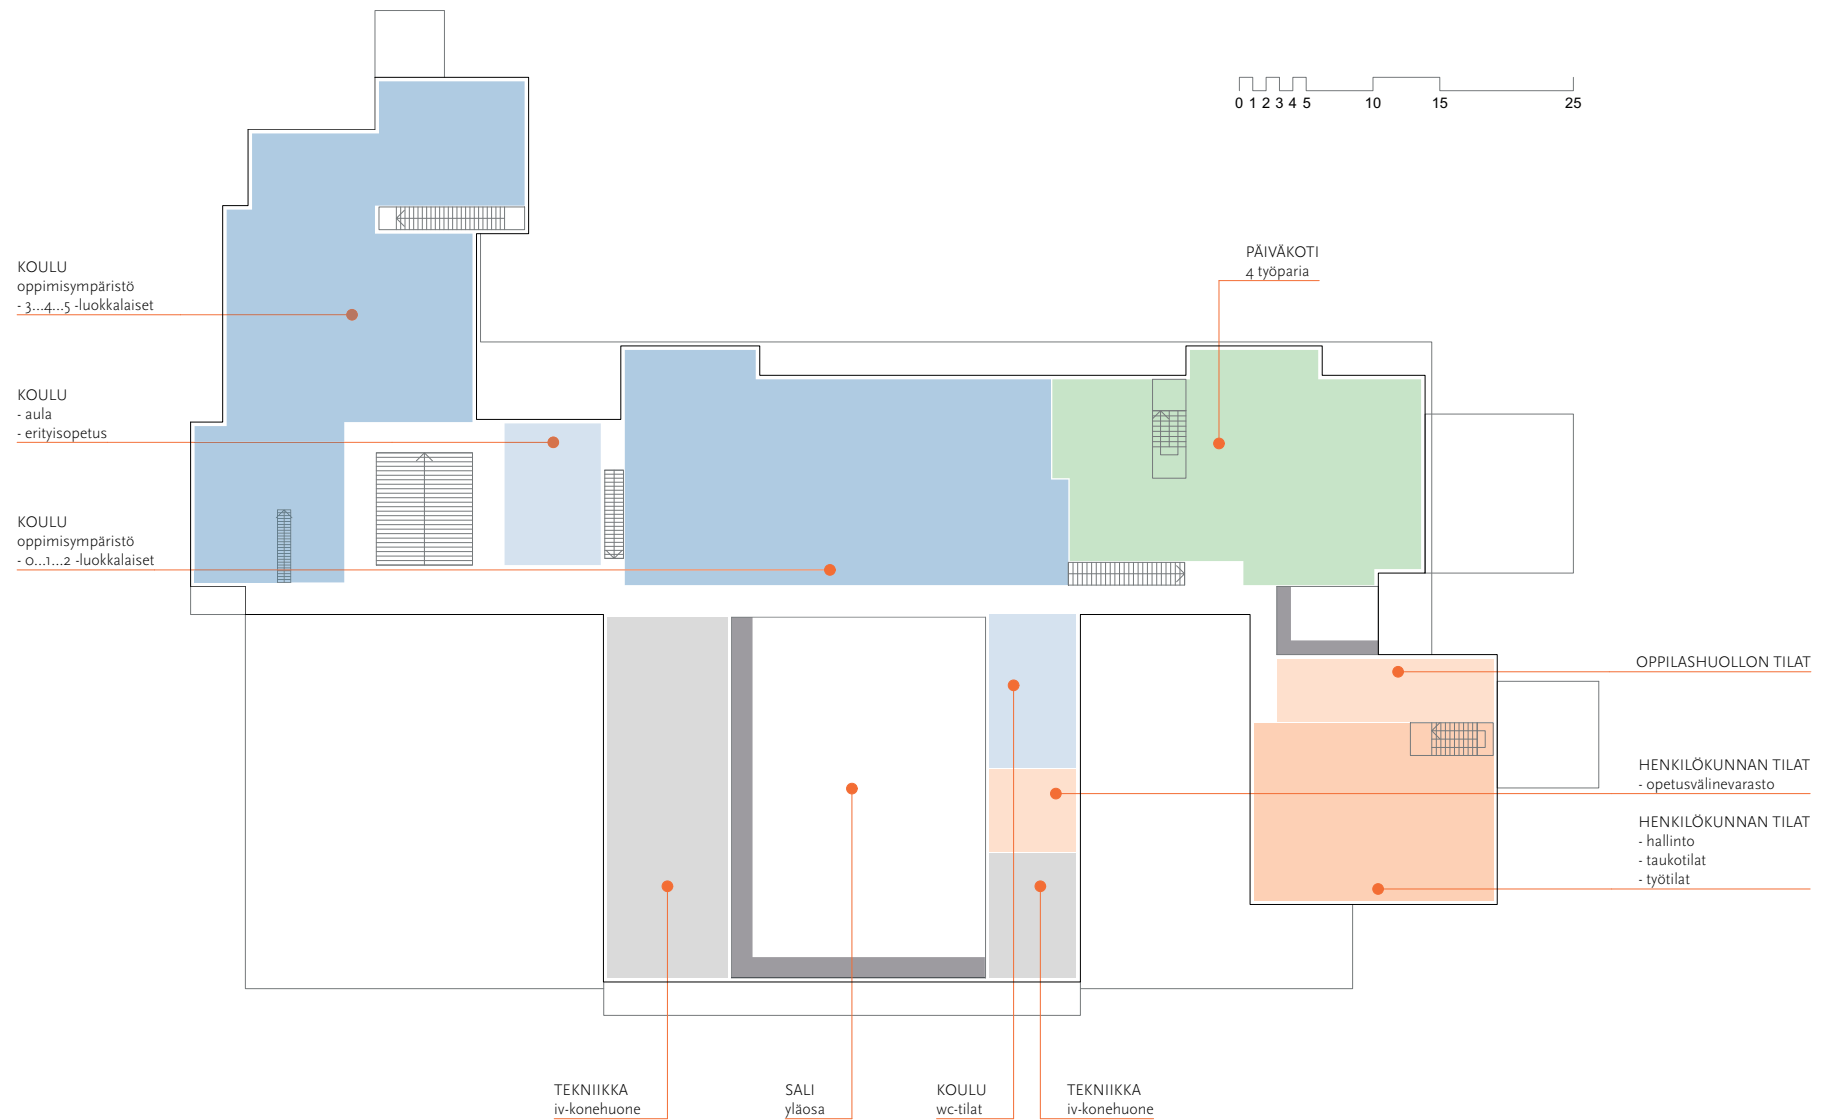 0 1 2 3 4 5 10 15 25
PÄIVÄKOTI
4 työparia
KOULU
oppimisympäristö
- 3...4...5 -luokkalaiset
KOULU
- aula
- erityisopetus
KOULU
oppimisympäristö
- 0...1...2 -luokkalaiset
OPPILASHUOLLON TILAT
HENKILÖKUNNAN TILAT
- opetusvälinevarasto
HENKILÖKUNNAN TILAT
- hallinto
- taukotilat
- työtilat
TEKNIIKKA
iv-konehuone
SALI
yläosa
KOULU
wc-tilat
TEKNIIKKA
iv-konehuone